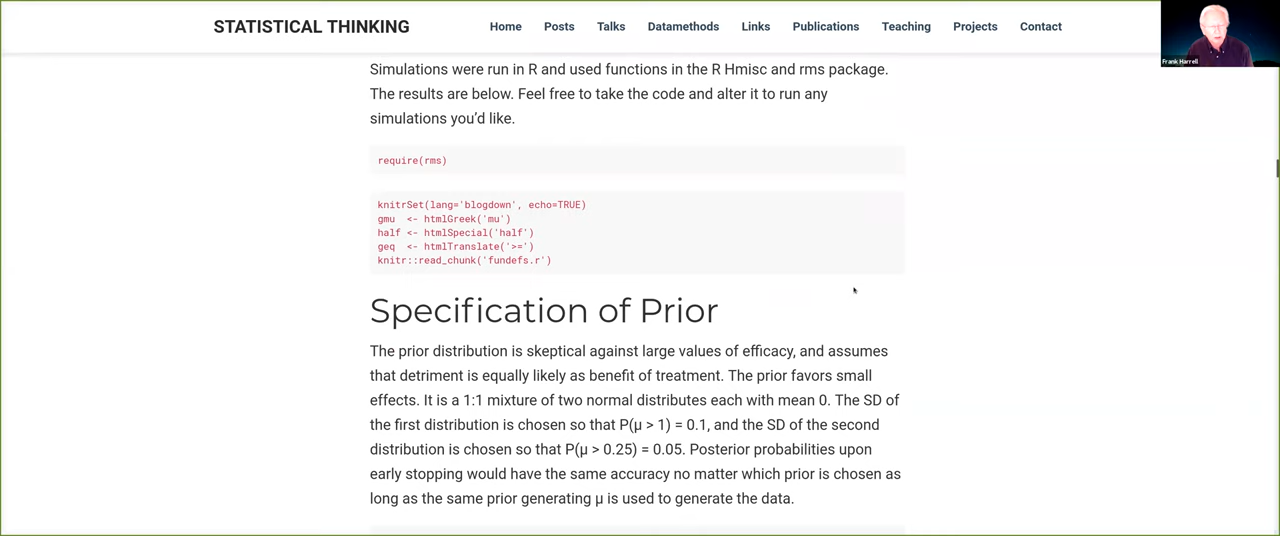 STATISTICAL THINKING
Home Posts Talks Datamethods Links Publications Teaching Projects Contact
Frank Harrell
Simulations were run in R and used functions in the R Hmisc and rms package.
The results are below. Feel free to take the code and alter it to run any
simulations you’d like.
require(rms)
knitrSet(lang='blogdown', echo=TRUE)
gmu <- htmlGreek('mu')
half <- htmlSpecial('half')
geq <- htmlTranslate('>=')
knitr::read_chunk('fundefs.r')
Specification of Prior
The prior distribution is skeptical against large values of efficacy, and assumes
that detriment is equally likely as benefit of treatment. The prior favors small
effects. It is a 1:1 mixture of two normal distributes each with mean 0. The SD of
the first distribution is chosen so that P(μ > 1) = 0.1, and the SD of the second
distribution is chosen so that P(μ > 0.25) = 0.05. Posterior probabilities upon
early stopping would have the same accuracy no matter which prior is chosen as
long as the same prior generating μ is used to generate the data.